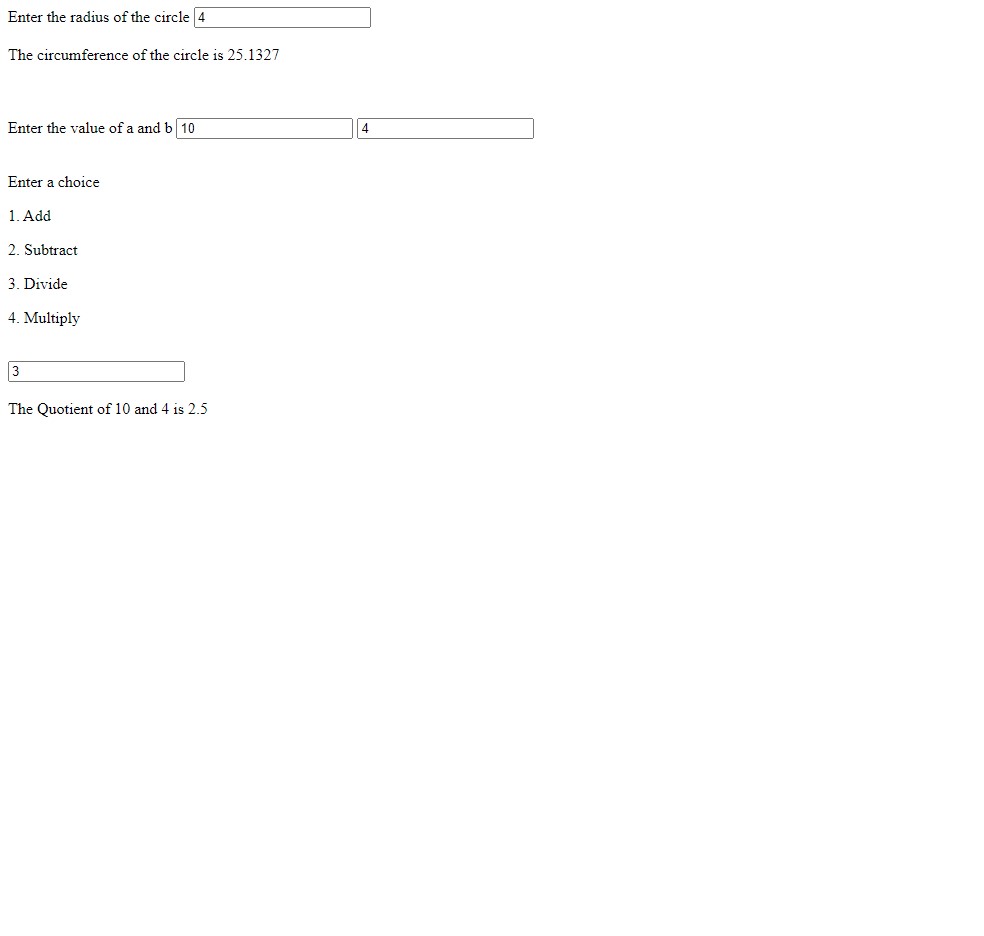 Enter the radius of the circle 4
The circumference of the circle is 25.1327
Enter the value of a and b 10 4
Enter a choice
1. Add
2. Subtract
3. Divide
4. Multiply
3
The Quotient of 10 and 4 is 2.5